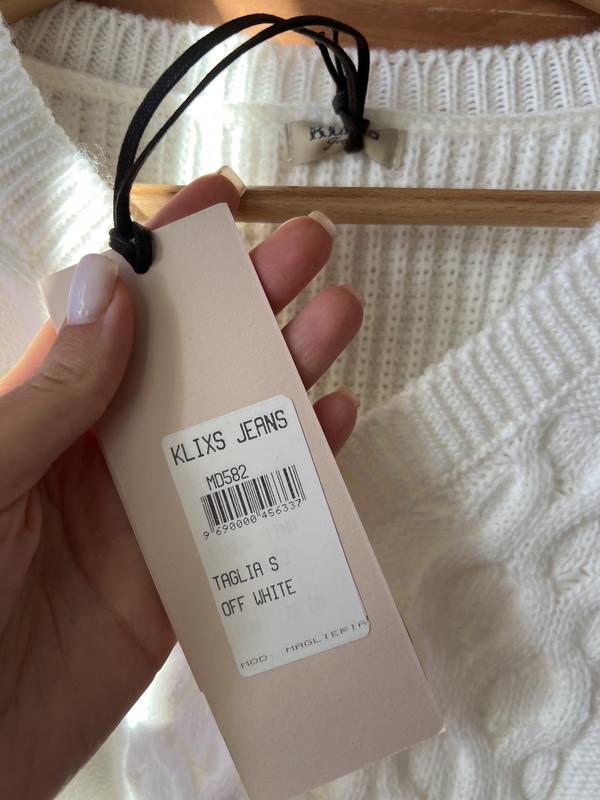 KLIXS JEANS
MD582
9 690000 456337
TAGLIA S
OFF WHITE
MOD: MAGLIERIA